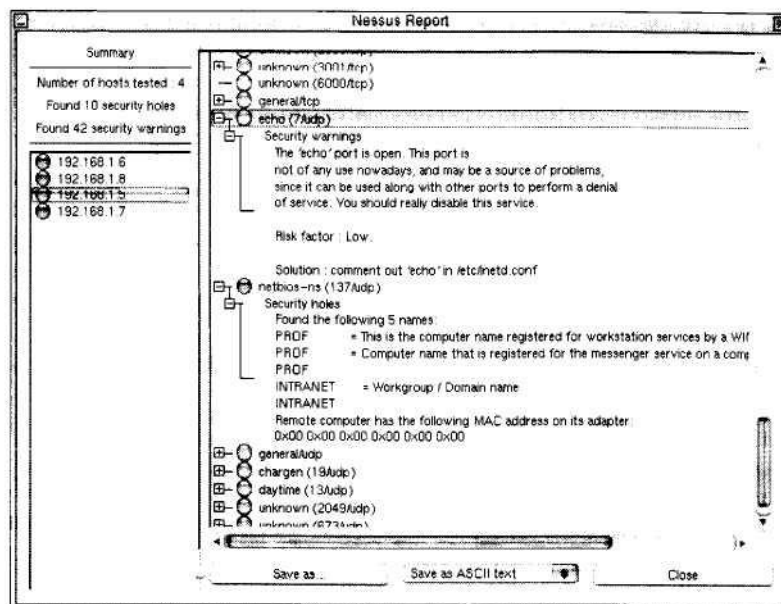 Nessus Report
Summary
Number of hosts tested : 4
Found 10 security holes
Found 42 security warnings
192.168.1.6
192.168.1.8
192.168.1.5
192.168.1.7
unknown (3001/tcp)
unknown (6000/tcp)
general/tcp
echo (7/udp)
Security warnings
The 'echo' port is open. This port is
not of any use nowadays, and may be a source of problems,
since it can be used along with other ports to perform a denial
of service. You should really disable this service.
Risk factor : Low.
Solution : comment out 'echo' in /etc/inetd.conf
netbios-ns (137/udp)
Security holes
Found the following 5 names:
PROF = This is the computer name registered for workstation services by a WIN
PROF = Computer name that is registered for the messenger service on a comp
PROF
INTRANET = Workgroup / Domain name
INTRANET
Remote computer has the following MAC address on its adapter:
0x00 0x00 0x00 0x00 0x00 0x00
general/udp
chargen (19/udp)
daytime (13/udp)
unknown (2049/udp)
unknown (673/udp)
Save as...
Save as ASCII text
Close